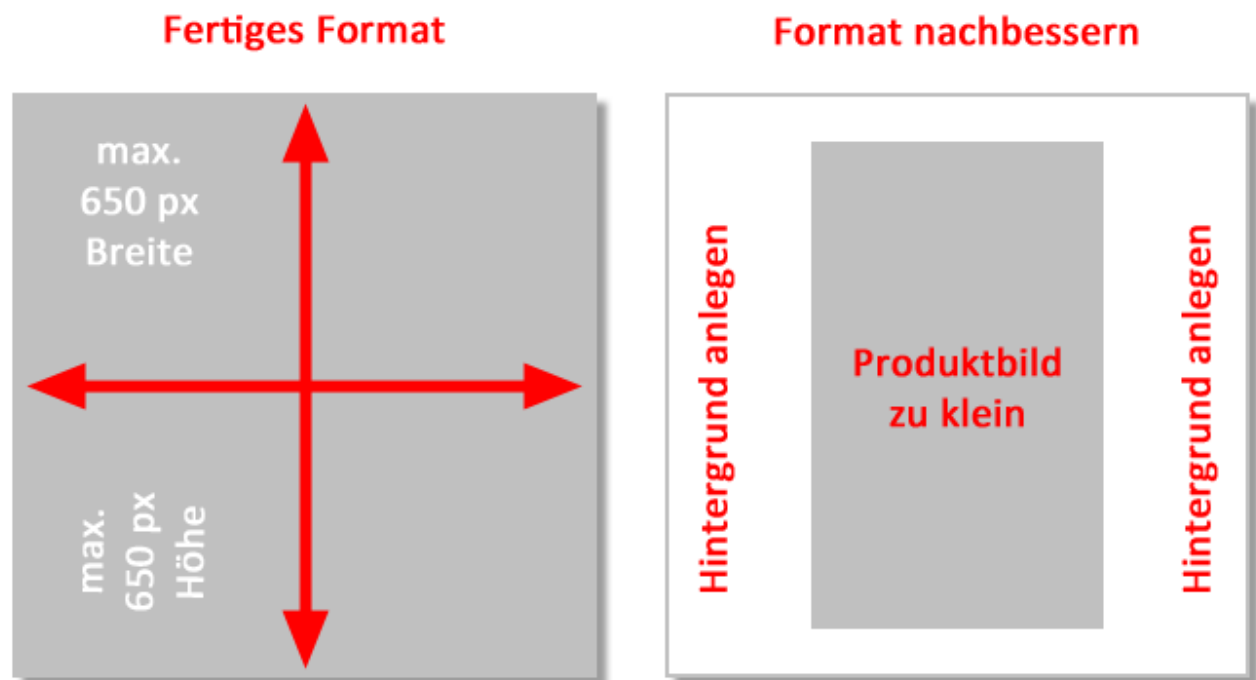 Fertiges Format
max.
650 px
Breite
max.
650 px
Höhe
Format nachbessern
Hintergrund anlegen
Produktbild
zu klein
Hintergrund anlegen